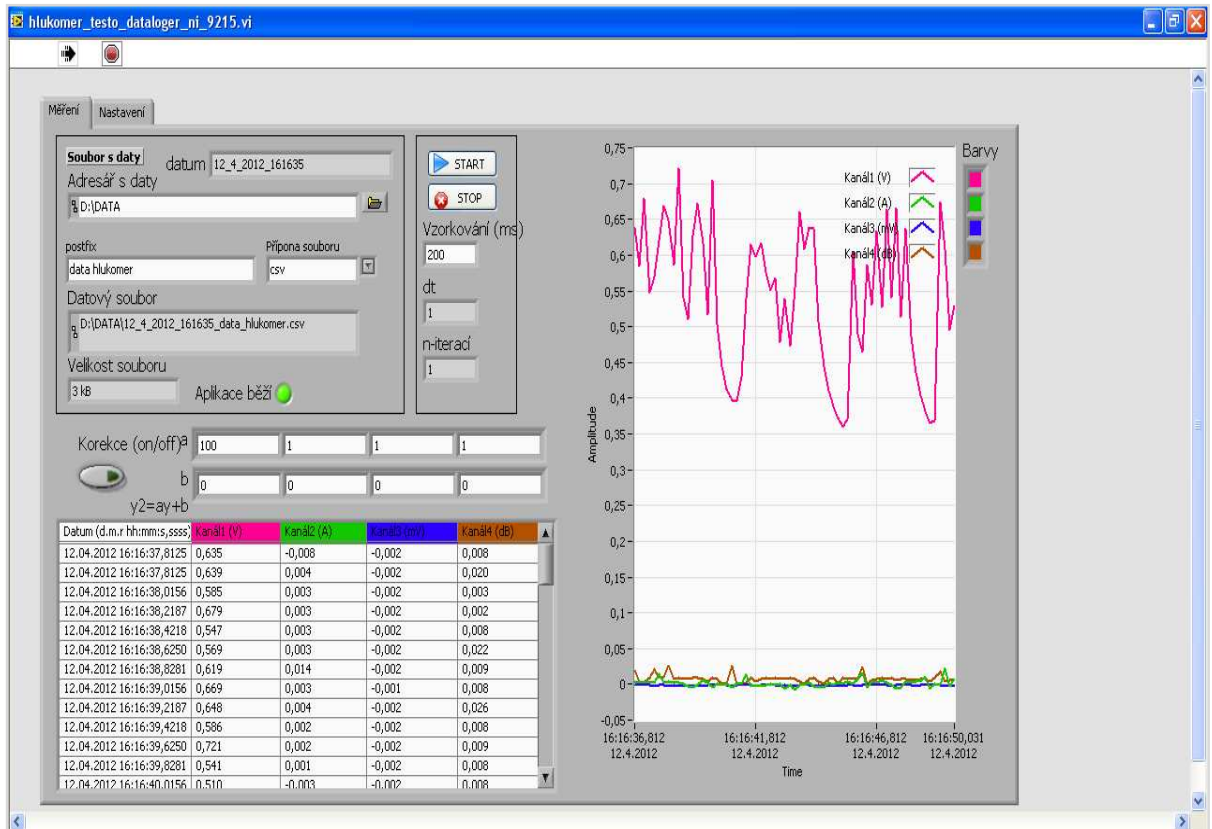 hlukomer_testo_dataloger_ni_9215.vi
Měření Nastavení
Soubor s daty
datum 12_4_2012_161635
Adresář s daty
D:\DATA
postfix Přípona souboru
data hlukomer csv
Datový soubor
D:\DATA\12_4_2012_161635_data_hlukomer.csv
Velikost souboru
3 kB
Aplikace běží
START
STOP
Vzorkování (ms)
200
dt
1
n-iterací
1
Korekce (on/off) a 100 1 1 1
b 0 0 0 0
y2=ay+b
Datum (d.m.r hh:mm:s,ssss) Kanál1 (V) Kanál2 (A) Kanál3 (mV) Kanál4 (dB)
12.04.2012 16:16:37,8125 0,635 -0,008 -0,002 0,008
12.04.2012 16:16:37,8125 0,639 0,004 -0,002 0,020
12.04.2012 16:16:38,0156 0,585 0,003 -0,002 0,003
12.04.2012 16:16:38,2187 0,679 0,003 -0,002 0,002
12.04.2012 16:16:38,4218 0,547 0,003 -0,002 0,008
12.04.2012 16:16:38,6250 0,569 0,003 -0,002 0,022
12.04.2012 16:16:38,8281 0,619 0,014 -0,002 0,009
12.04.2012 16:16:39,0156 0,669 0,003 -0,001 0,008
12.04.2012 16:16:39,2187 0,648 0,004 -0,002 0,026
12.04.2012 16:16:39,4218 0,586 0,002 -0,002 0,008
12.04.2012 16:16:39,6250 0,721 0,002 -0,002 0,009
12.04.2012 16:16:39,8281 0,541 0,001 -0,002 0,008
12.04.2012 16:16:40,0156 0,510 -0,003 -0,002 0,008
Barvy
Kanál1 (V)
Kanál2 (A)
Kanál3 (mV)
Kanál4 (dB)
Amplitude
0,75
0,7
0,65
0,6
0,55
0,5
0,45
0,4
0,35
0,3
0,25
0,2
0,15
0,1
0,05
0
-0,05
16:16:36,812 16:16:41,812 16:16:46,812 16:16:50,031
12.4.2012 12.4.2012 12.4.2012 12.4.2012
Time